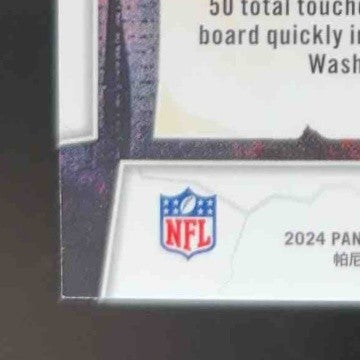 50 total touch
board quickly i
Wash
NFL
2024 PAN
帕尼